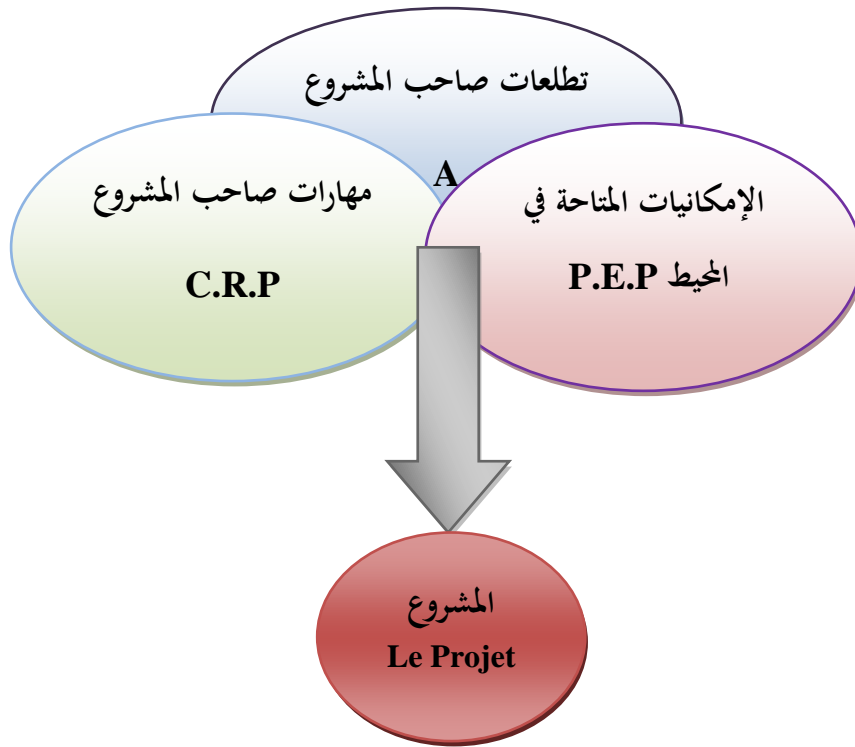 تطلعات صاحب المشروع
A
مهارات صاحب المشروع
C.R.P
الإمكانيات المتاحة في
المحيط P.E.P
المشروع
Le Projet